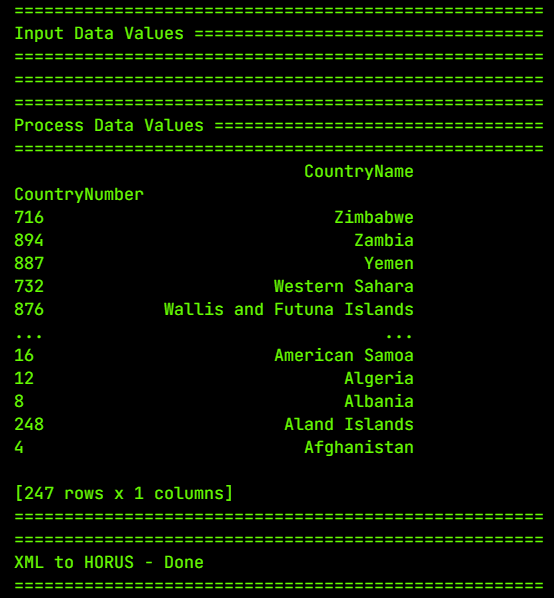 =====================================================
Input Data Values ===================================
=====================================================
=====================================================
=====================================================
Process Data Values =================================
=====================================================
                             CountryName
CountryNumber
716                             Zimbabwe
894                               Zambia
887                                Yemen
732                       Western Sahara
876            Wallis and Futuna Islands
...                                  ...
16                        American Samoa
12                               Algeria
8                                Albania
248                        Aland Islands
4                            Afghanistan

[247 rows x 1 columns]
=====================================================
=====================================================
XML to HORUS - Done
=====================================================